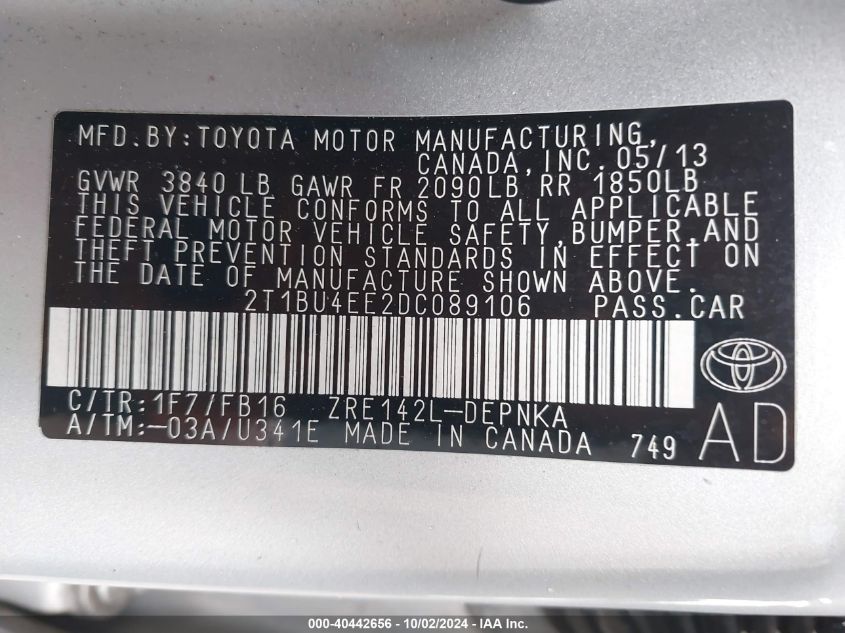 MFD.BY:TOYOTA MOTOR MANUFACTURING,
CANADA,INC. 05/13
GVWR 3840 LB GAWR FR 2090LB RR 1850LB
THIS VEHICLE CONFORMS TO ALL APPLICABLE
FEDERAL MOTOR VEHICLE SAFETY,BUMPER,AND
THEFT PREVENTION STANDARDS IN EFFECT ON
THE DATE OF MANUFACTURE SHOWN ABOVE.
2T1BU4EE2DC089106 PASS.CAR
C/TR:1F7/FB16 ZRE142L-DEPNKA
A/TM:-03A/U341E MADE IN CANADA 749 AD
000-40442656 - 10/02/2024 - IAA Inc.